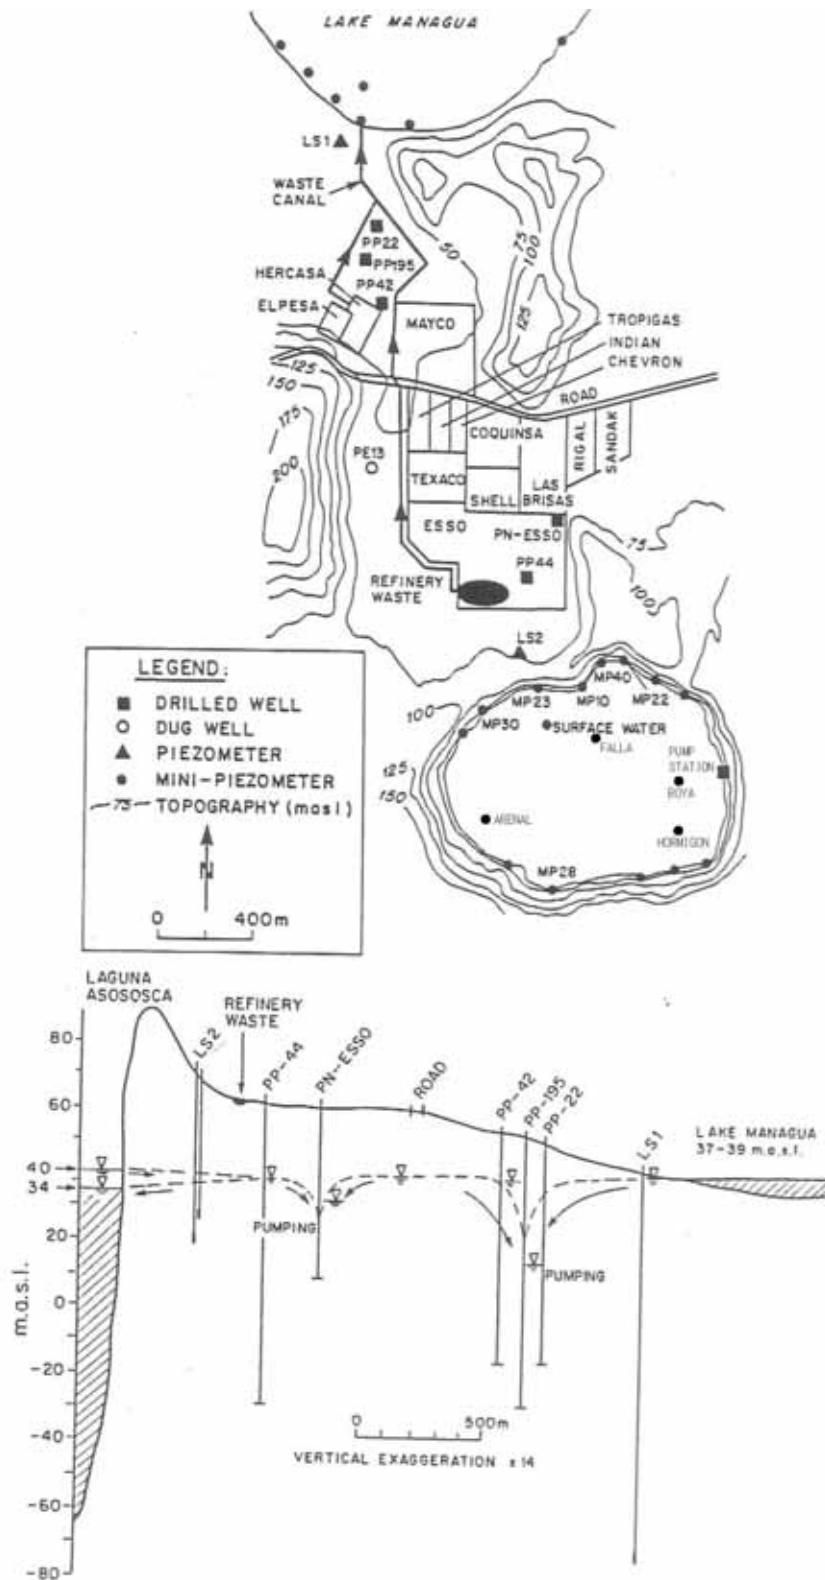 LAKE MANAGUA
LS1
WASTE
CANAL
PP22
PP195
HERCASA
PP42
ELPESA
MAYCO
50
75
100
125
TROPIGAS
INDIAN
CHEVRON
ROAD
125
150
175
200
PE13
COQUINSA
RIGAL
SANDAK
TEXACO
SHELL
LAS
BRISAS
ESSO
PN-ESSO
PP44
REFINERY
WASTE
75
100
LS2
LEGEND:
DRILLED WELL
DUG WELL
PIEZOMETER
MINI-PIEZOMETER
75 TOPOGRAPHY (masl)
N
0 400m
100
125
150
MP40
MP22
MP10
MP23
MP30
SURFACE WATER
FALLA
PUMP
STATION
BOYA
ARENAL
HORMIGON
MP28
LAGUNA
ASOSOSCA
REFINERY
WASTE
LS2
PP-44
PN-ESSO
ROAD
PP-42
PP-195
PP-22
LS1
LAKE MANAGUA
37-39 m.a.s.l.
80
60
40
34
20
0
-20
-40
-60
-80
m.a.s.l.
PUMPING
PUMPING
0 500m
VERTICAL EXAGGERATION x 14